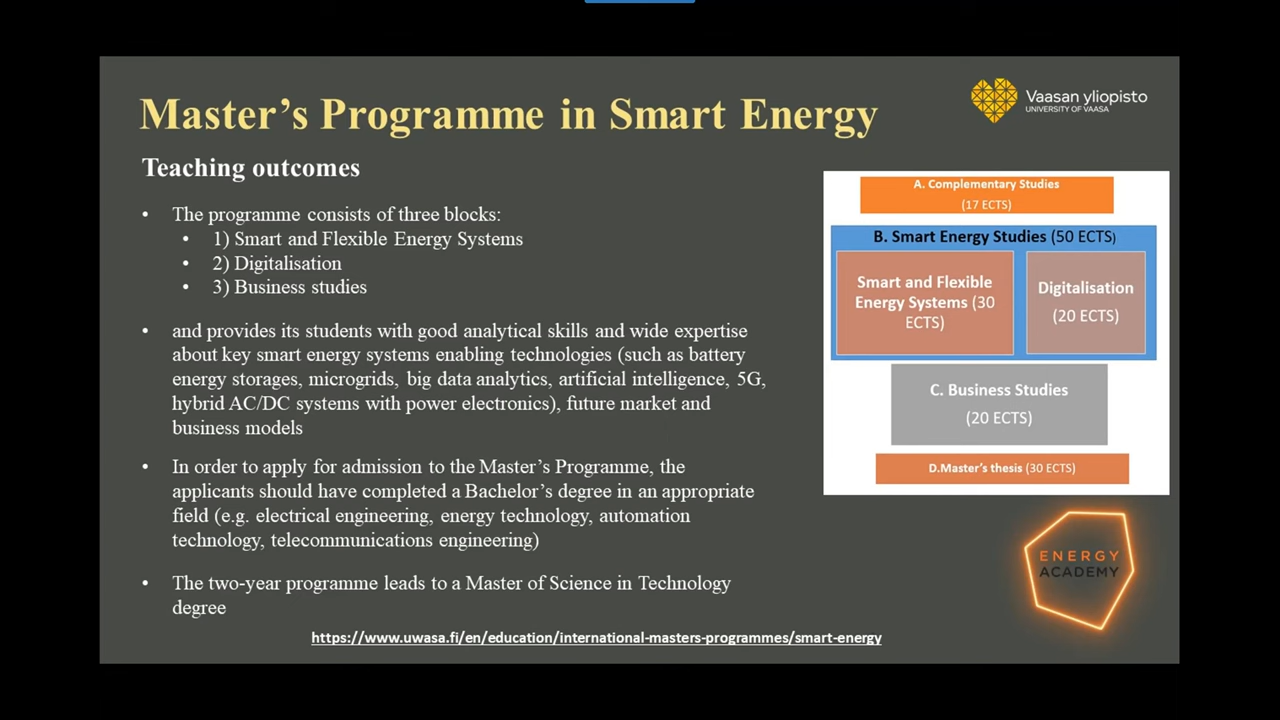 Master's Programme in Smart Energy
Vaasan yliopisto
UNIVERSITY OF VAASA
Teaching outcomes
• The programme consists of three blocks:
• 1) Smart and Flexible Energy Systems
• 2) Digitalisation
• 3) Business studies
• and provides its students with good analytical skills and wide expertise
about key smart energy systems enabling technologies (such as battery
energy storages, microgrids, big data analytics, artificial intelligence, 5G,
hybrid AC/DC systems with power electronics), future market and
business models
• In order to apply for admission to the Master's Programme, the
applicants should have completed a Bachelor's degree in an appropriate
field (e.g. electrical engineering, energy technology, automation
technology, telecommunications engineering)
• The two-year programme leads to a Master of Science in Technology
degree
https://www.uwasa.fi/en/education/international-masters-programmes/smart-energy
A. Complementary Studies
(17 ECTS)
B. Smart Energy Studies (50 ECTS)
Smart and Flexible
Energy Systems (30
ECTS)
Digitalisation
(20 ECTS)
C. Business Studies
(20 ECTS)
D.Master's thesis (30 ECTS)
ENERGY
ACADEMY